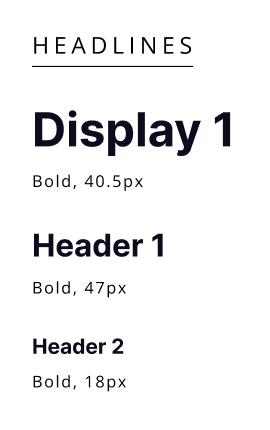 HEADLINES
Display 1
Bold, 40.5px
Header 1
Bold, 47px
Header 2
Bold, 18px